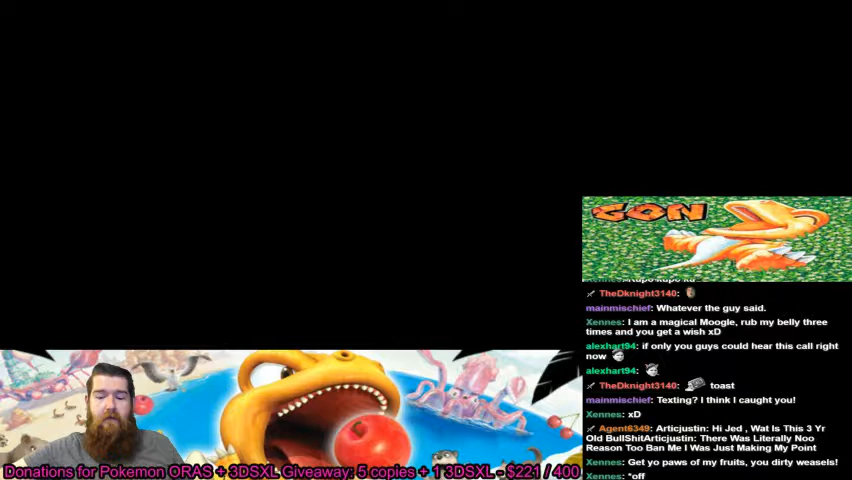 GON
TheDknight3140:
mainmischief: Whatever the guy said.
Xennes: I am a magical Moogle, rub my belly three
times and you get a wish xD
alexhart94: if only you guys could hear this call right
now
alexhart94:
TheDknight3140: toast
mainmischief: Texting? I think I caught you!
Xennes: xD
Agent6349: Articjustin: Hi Jed , Wat Is This 3 Yr
Old BullShitArticjustin: There Was Literally Noo
Reason Too Ban Me I Was Just Making My Point
Xennes: Get yo paws of my fruits, you dirty weasels!
Xennes: *off
Donations for Pokemon ORAS + 3DSXL Giveaway: 5 copies + 1 3DSXL - $221 / 400